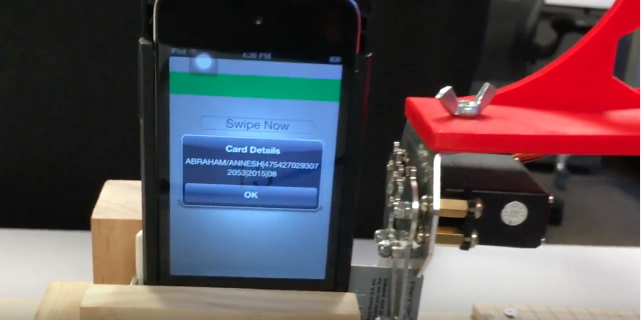 Swipe Now
Card Details
ABRAHAM/ANNESH|475427029307
2053|2015|08
OK